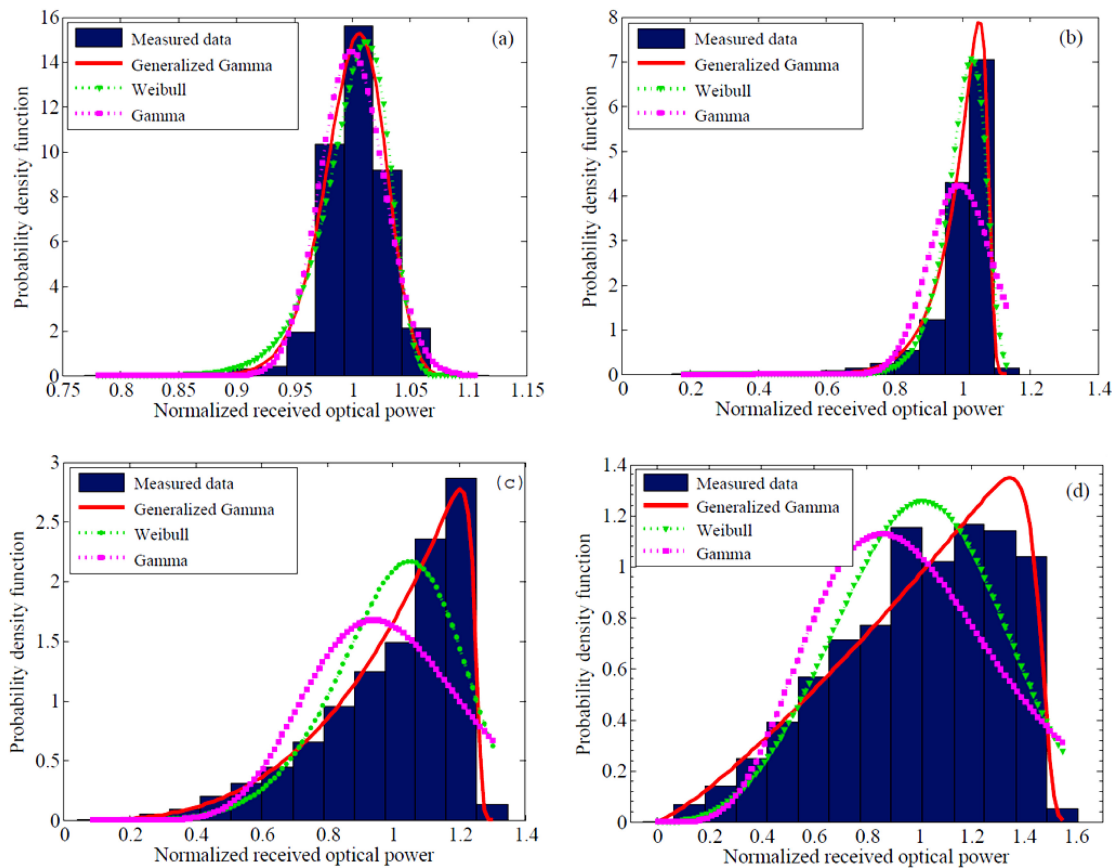 (a)
Measured data
Generalized Gamma
Weibull
Gamma
Probability density function
16
14
12
10
8
6
4
2
0
0.75 0.8 0.85 0.9 0.95 1 1.05 1.1 1.15
Normalized received optical power
(b)
Measured data
Generalized Gamma
Weibull
Gamma
Probability density function
8
7
6
5
4
3
2
1
0
0 0.2 0.4 0.6 0.8 1 1.2 1.4
Normalized received optical power
(c)
Measured data
Generalized Gamma
Weibull
Gamma
Probability density function
3
2.5
2
1.5
1
0.5
0
0 0.2 0.4 0.6 0.8 1 1.2 1.4
Normalized received optical power
(d)
Measured data
Generalized Gamma
Weibull
Gamma
Probability density function
1.4
1.2
1
0.8
0.6
0.4
0.2
0
0 0.2 0.4 0.6 0.8 1 1.2 1.4 1.6
Normalized received optical power